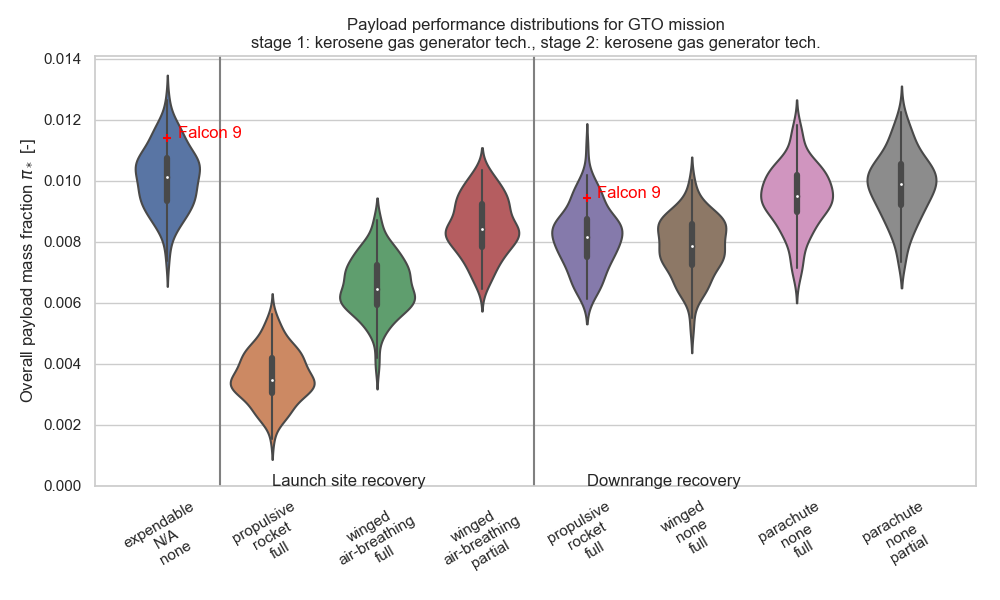 Payload performance distributions for GTO mission
stage 1: kerosene gas generator tech., stage 2: kerosene gas generator tech.
Overall payload mass fraction π* [-]
0.014
0.012
0.010
0.008
0.006
0.004
0.002
0.000
Falcon 9
Falcon 9
Launch site recovery
Downrange recovery
expendable
N/A
none
propulsive
rocket
full
winged
air-breathing
full
winged
air-breathing
partial
propulsive
rocket
full
winged
none
full
parachute
none
full
parachute
none
partial